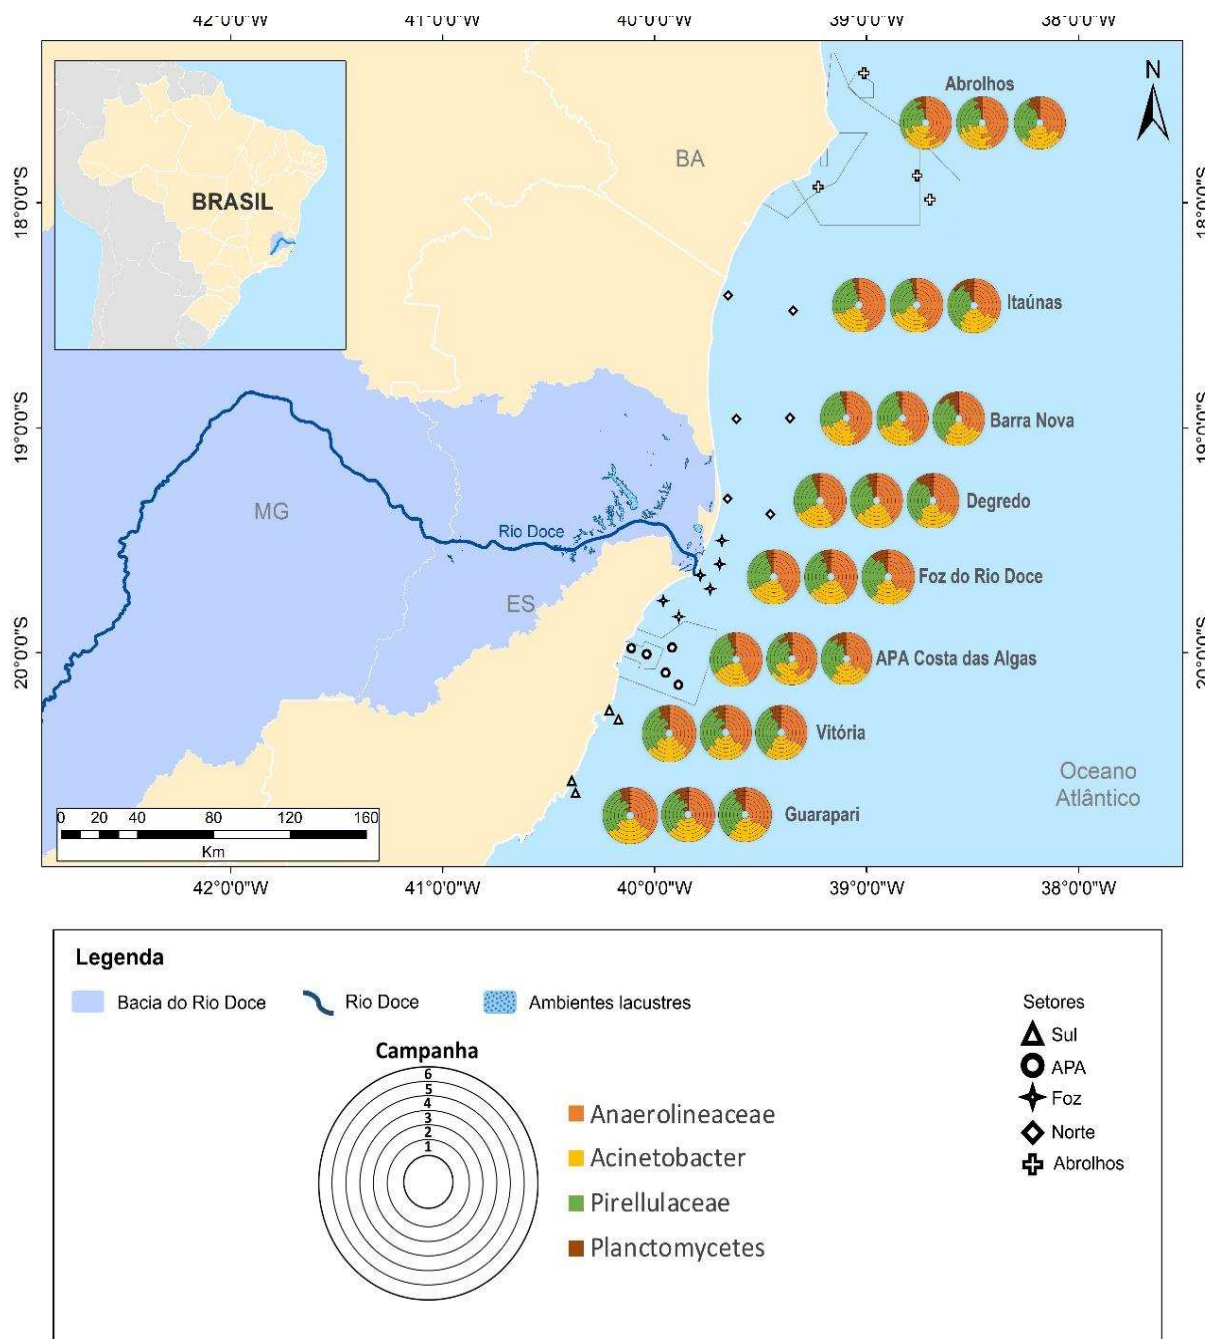 42°0'0"W 41°0'0"W 40°0'0"W 39°0'0"W 38°0'0"W
N
Abrolhos
BA
BRASIL
18°0'0"S
18°0'0"S
Itaúnas
19°0'0"S
Barra Nova
19°0'0"S
Degredo
MG
Rio Doce
Foz do Rio Doce
ES
20°0'0"S
APA Costa das Algas
20°0'0"S
Vitória
Oceano
Atlântico
Guarapari
0 20 40 80 120 160
Km
42°0'0"W 41°0'0"W 40°0'0"W 39°0'0"W 38°0'0"W
Legenda
Bacia do Rio Doce Rio Doce Ambientes lacustres
Campanha
6
5
4
3
2
1
Anaerolineaceae
Acinetobacter
Pirellulaceae
Planctomycetes
Setores
Sul
APA
Foz
Norte
Abrolhos